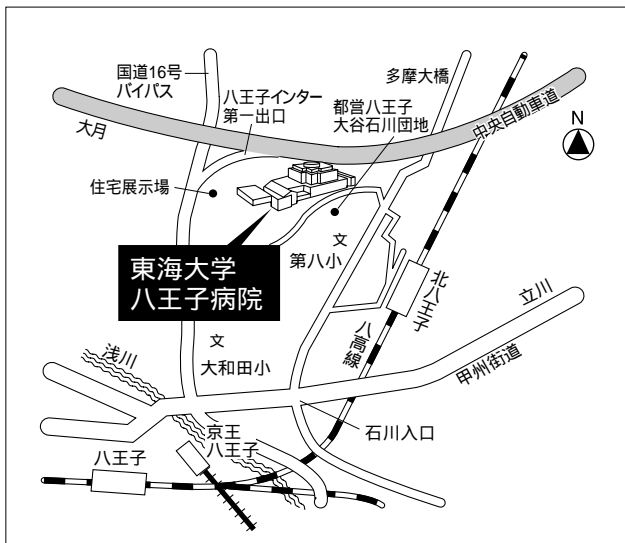 国道16号
バイパス
八王子インター
第一出口
多摩大橋
都営八王子
大谷石川団地
中央自動車道
N
大月
住宅展示場
文
第八小
東海大学
八王子病院
北八王子
立川
文
大和田小
八高線
甲州街道
浅川
京王
八王子
石川入口
八王子